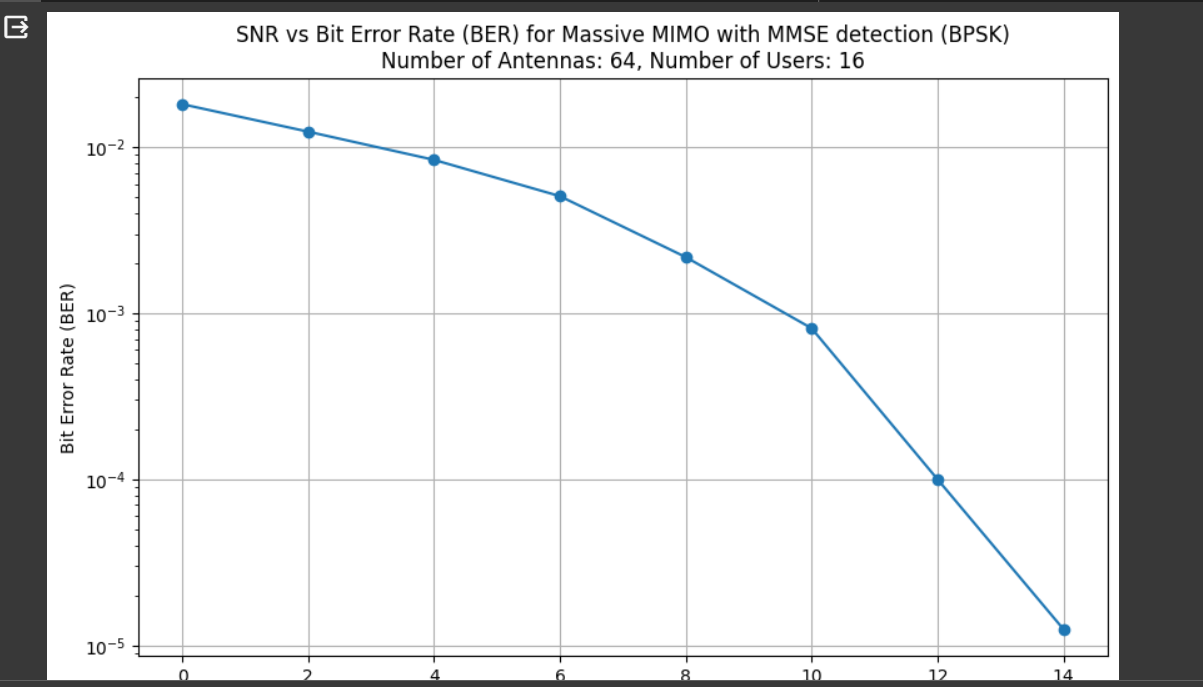 SNR vs Bit Error Rate (BER) for Massive MIMO with MMSE detection (BPSK)
Number of Antennas: 64, Number of Users: 16
10⁻²
10⁻³
10⁻⁴
10⁻⁵
Bit Error Rate (BER)
0 2 4 6 8 10 12 14